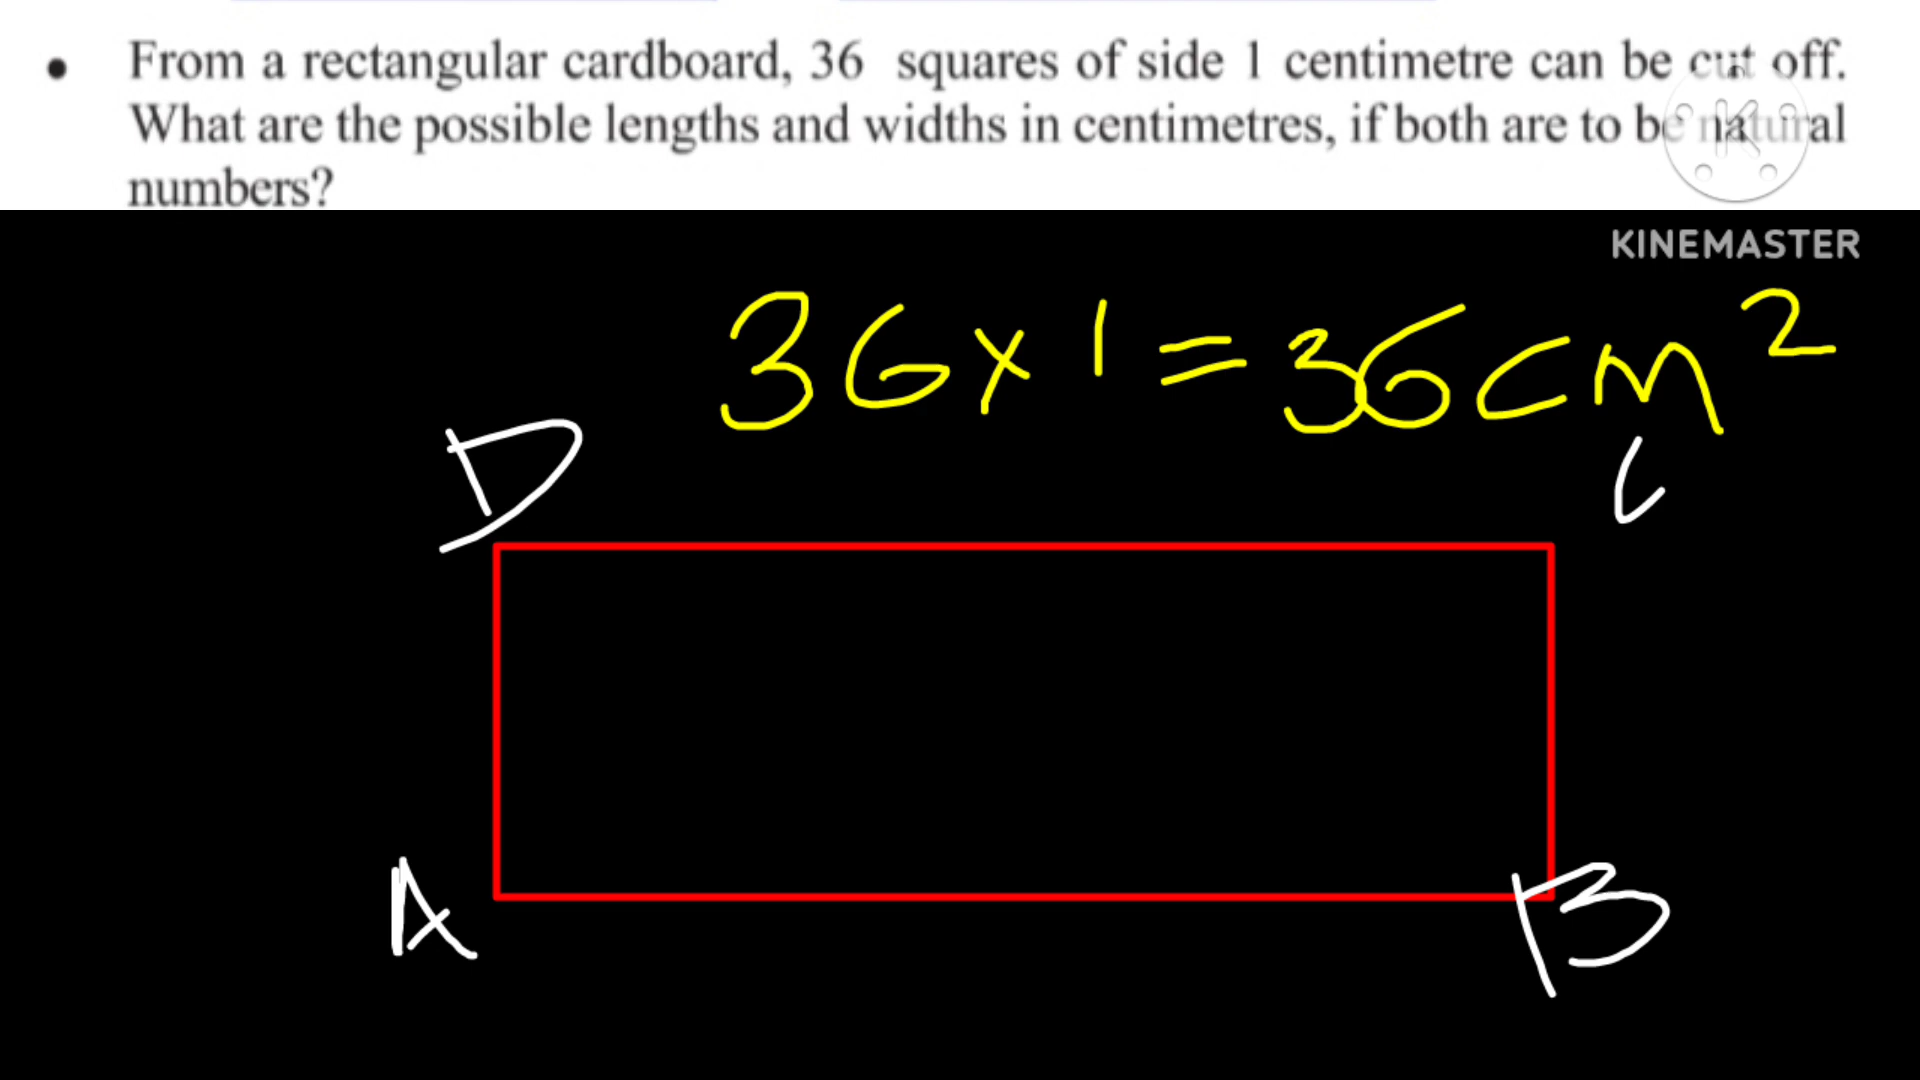 • From a rectangular cardboard, 36 squares of side 1 centimetre can be cut off.
What are the possible lengths and widths in centimetres, if both are to be natural
numbers?
KINEMASTER
36x1=36cm²
D
C
A
B